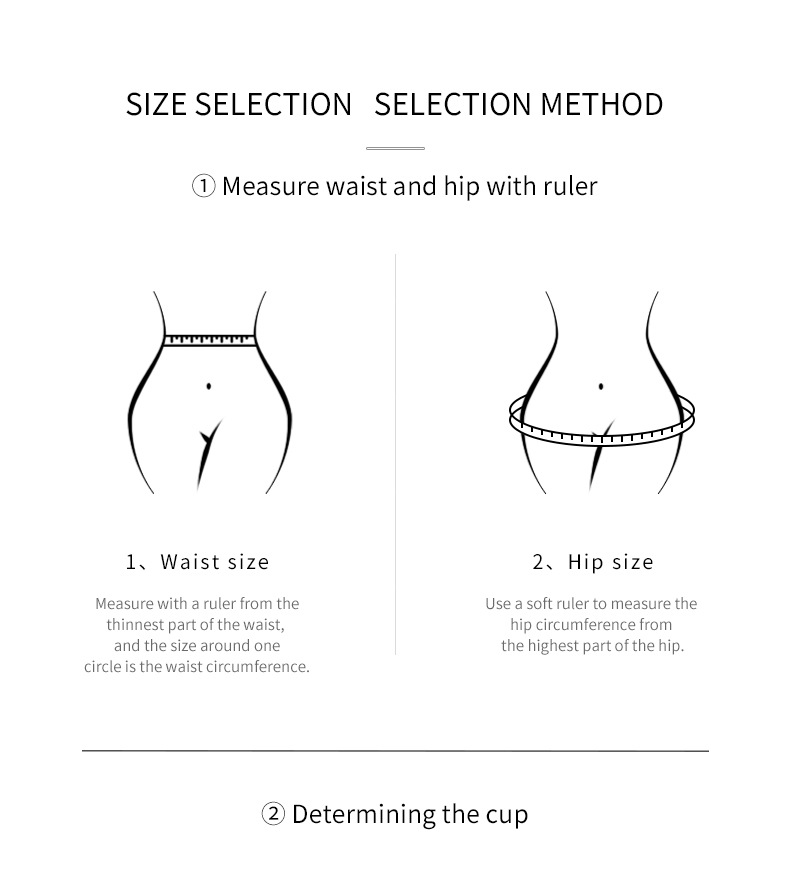 SIZE SELECTION SELECTION METHOD
① Measure waist and hip with ruler
1、Waist size
Measure with a ruler from the
thinnest part of the waist,
and the size around one
circle is the waist circumference.
2、Hip size
Use a soft ruler to measure the
hip circumference from
the highest part of the hip.
② Determining the cup